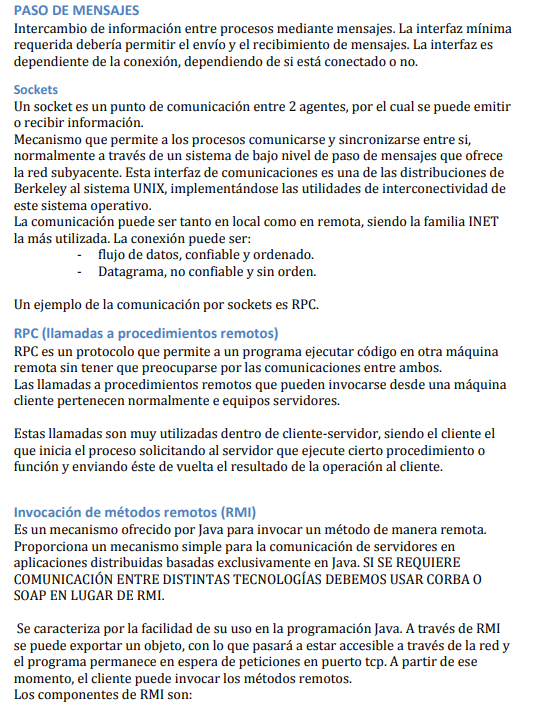 PASO DE MENSAJES
Intercambio de información entre procesos mediante mensajes. La interfaz mínima
requerida debería permitir el envío y el recibimiento de mensajes. La interfaz es
dependiente de la conexión, dependiendo de si está conectado o no.
Sockets
Un socket es un punto de comunicación entre 2 agentes, por el cual se puede emitir
o recibir información.
Mecanismo que permite a los procesos comunicarse y sincronizarse entre si,
normalmente a través de un sistema de bajo nivel de paso de mensajes que ofrece
la red subyacente. Esta interfaz de comunicaciones es una de las distribuciones de
Berkeley al sistema UNIX, implementándose las utilidades de interconectividad de
este sistema operativo.
La comunicación puede ser tanto en local como en remota, siendo la familia INET
la más utilizada. La conexión puede ser:
- flujo de datos, confiable y ordenado.
- Datagrama, no confiable y sin orden.
Un ejemplo de la comunicación por sockets es RPC.
RPC (llamadas a procedimientos remotos)
RPC es un protocolo que permite a un programa ejecutar código en otra máquina
remota sin tener que preocuparse por las comunicaciones entre ambos.
Las llamadas a procedimientos remotos que pueden invocarse desde una máquina
cliente pertenecen normalmente e equipos servidores.
Estas llamadas son muy utilizadas dentro de cliente-servidor, siendo el cliente el
que inicia el proceso solicitando al servidor que ejecute cierto procedimiento o
función y enviando éste de vuelta el resultado de la operación al cliente.
Invocación de métodos remotos (RMI)
Es un mecanismo ofrecido por Java para invocar un método de manera remota.
Proporciona un mecanismo simple para la comunicación de servidores en
aplicaciones distribuidas basadas exclusivamente en Java. SI SE REQUIERE
COMUNICACIÓN ENTRE DISTINTAS TECNOLOGÍAS DEBEMOS USAR CORBA O
SOAP EN LUGAR DE RMI.
Se caracteriza por la facilidad de su uso en la programación Java. A través de RMI
se puede exportar un objeto, con lo que pasará a estar accesible a través de la red y
el programa permanece en espera de peticiones en puerto tcp. A partir de ese
momento, el cliente puede invocar los métodos remotos.
Los componentes de RMI son: